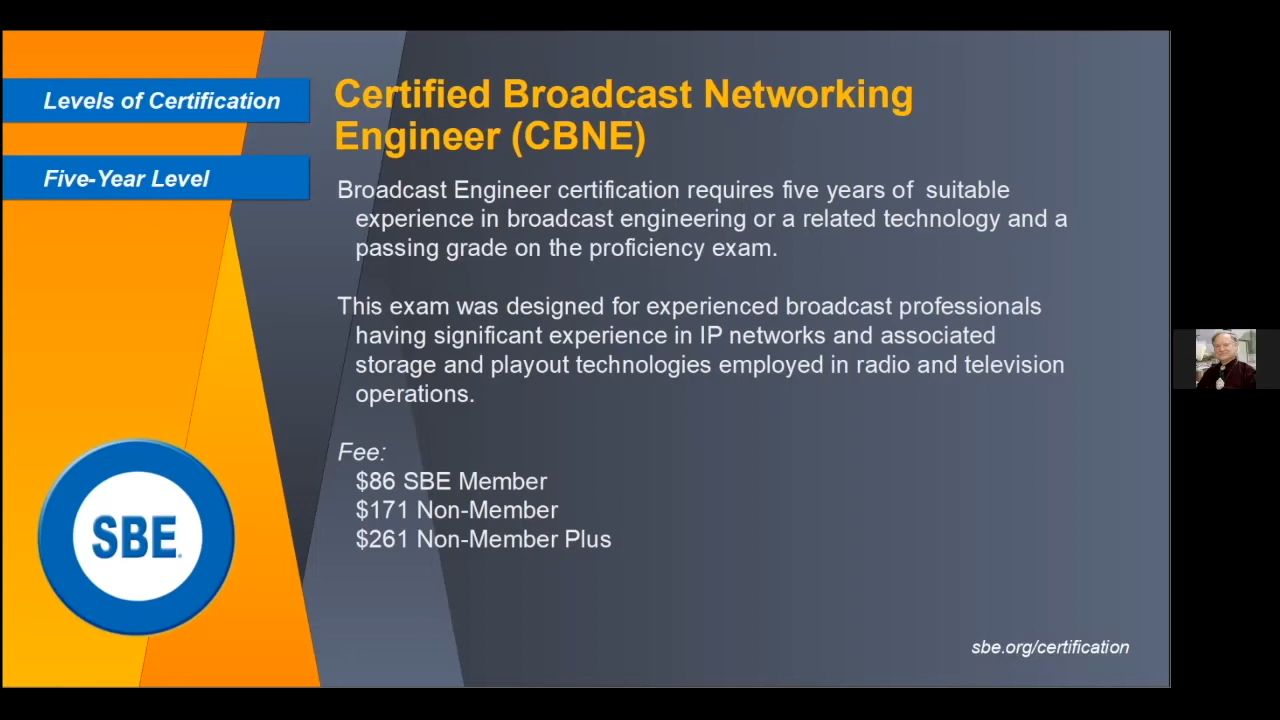 Levels of Certification
Five-Year Level
Certified Broadcast Networking
Engineer (CBNE)
Broadcast Engineer certification requires five years of  suitable
experience in broadcast engineering or a related technology and a
passing grade on the proficiency exam.
This exam was designed for experienced broadcast professionals
having significant experience in IP networks and associated
storage and playout technologies employed in radio and television
operations.
Fee:
$86 SBE Member
$171 Non-Member
$261 Non-Member Plus
SBE.
sbe.org/certification